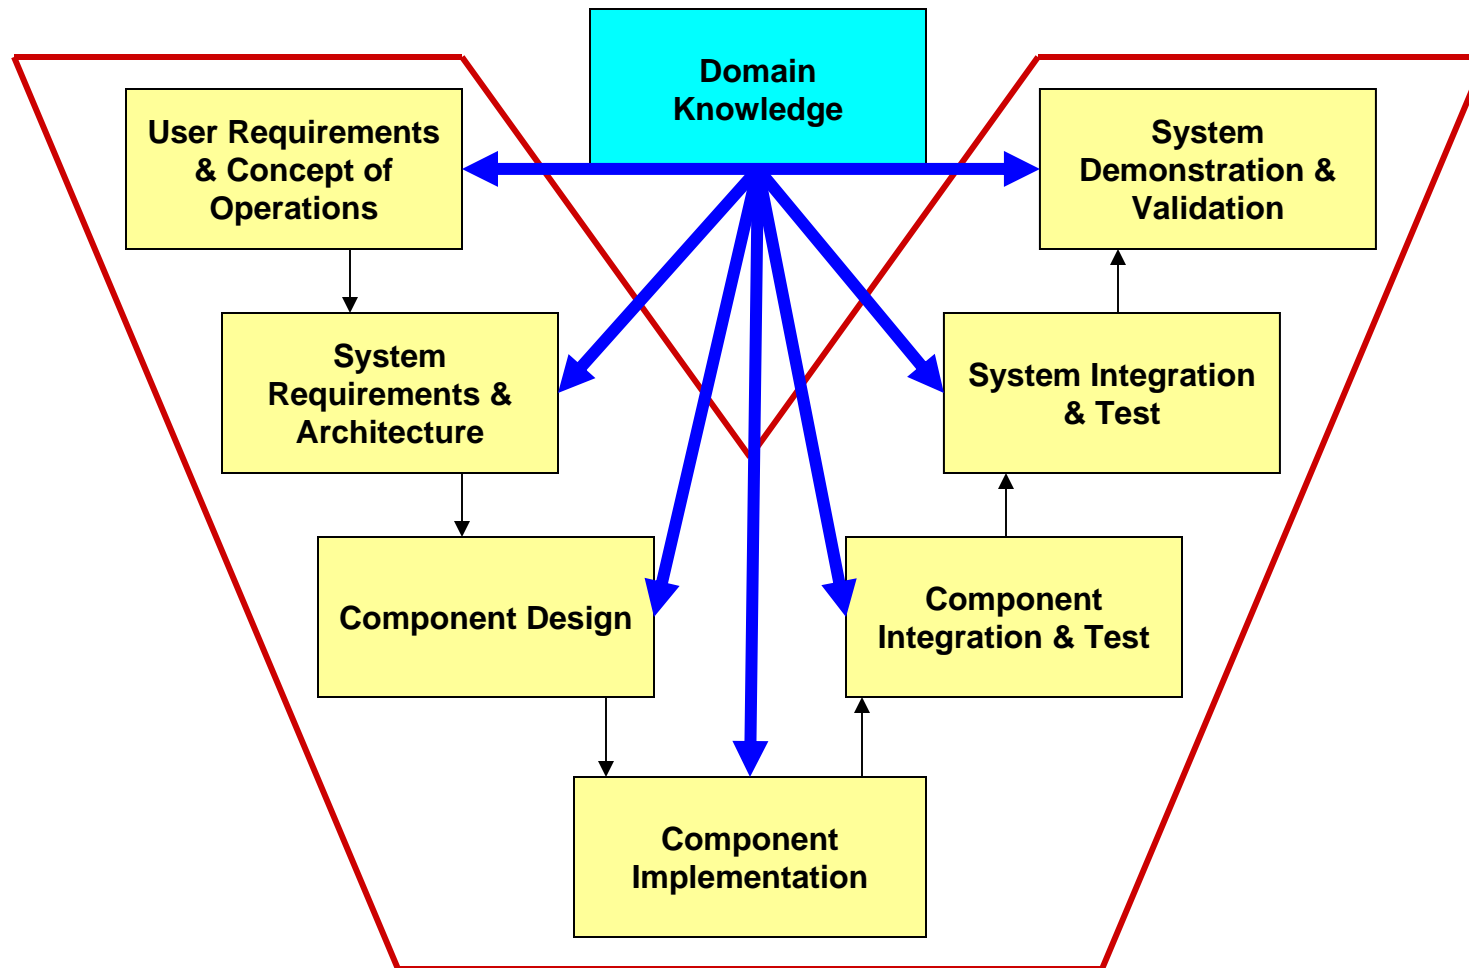 Domain
Knowledge
User Requirements
& Concept of
Operations
System
Demonstration &
Validation
System
Requirements &
Architecture
System Integration
& Test
Component Design
Component
Integration & Test
Component
Implementation